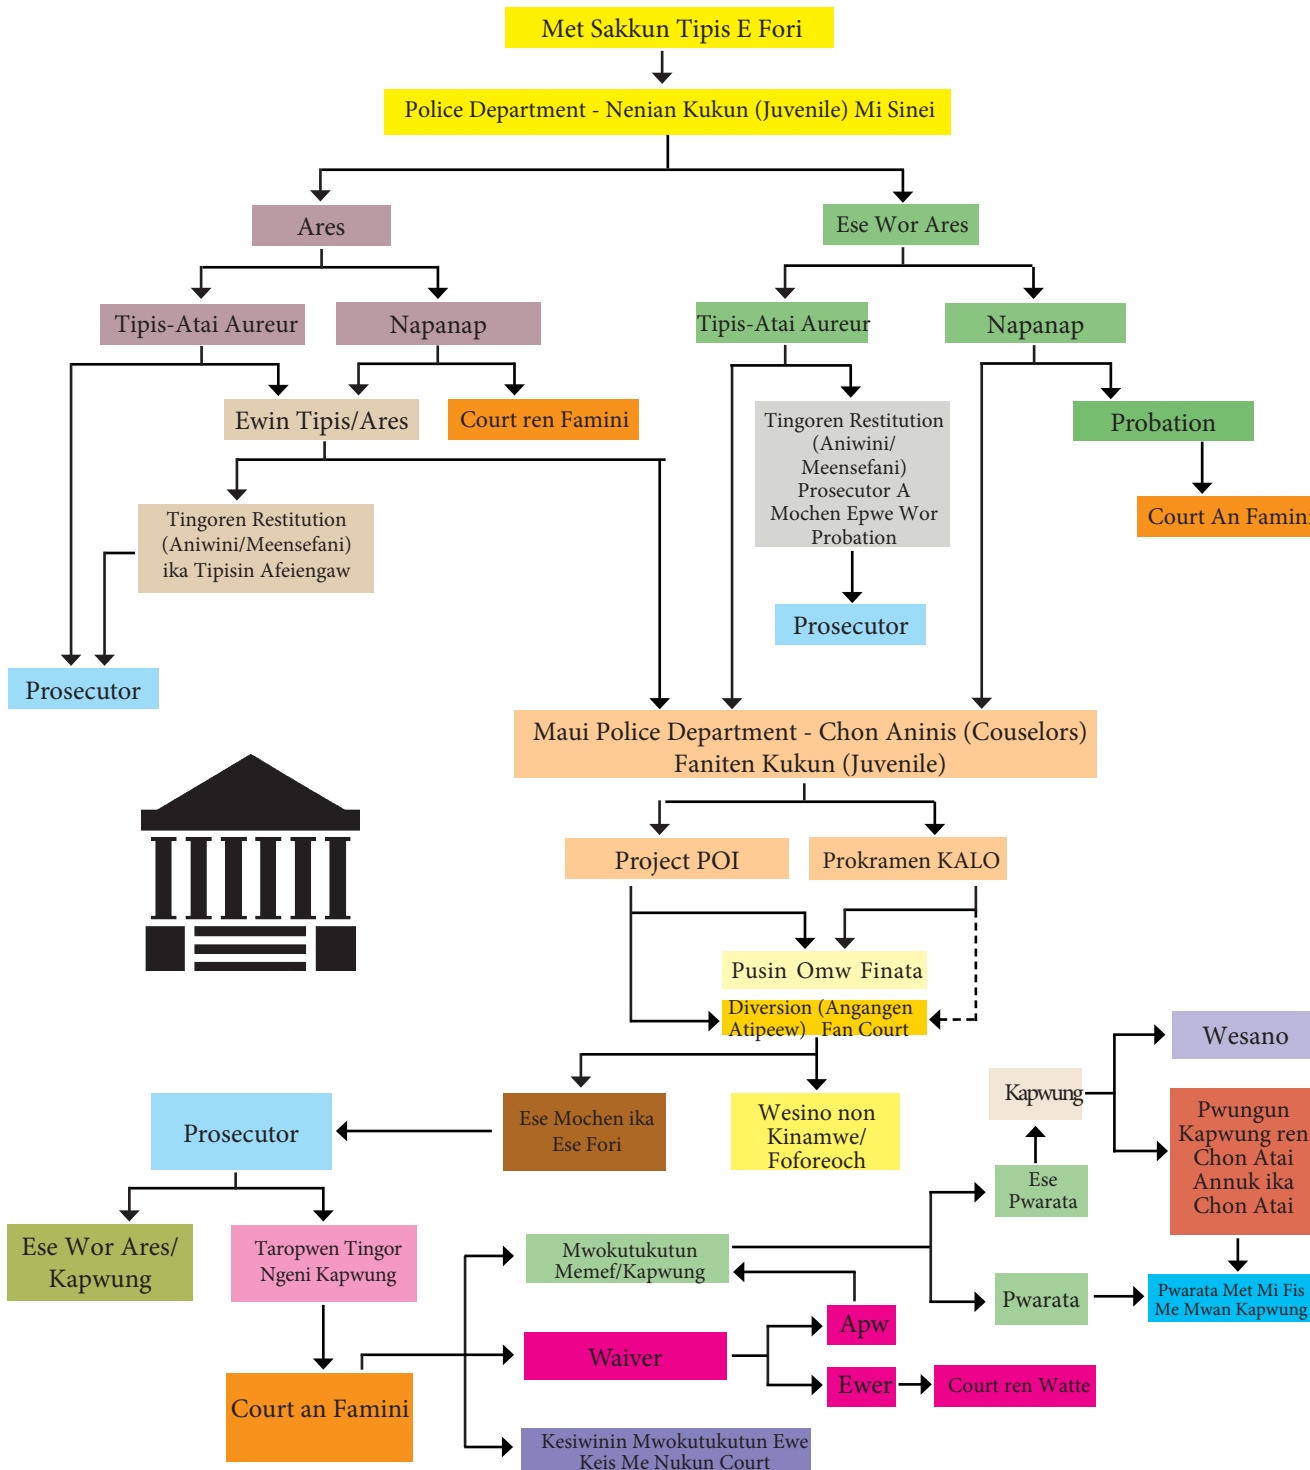 Met Sakkun Tipis E Fori
Police Department - Nenian Kukun (Juvenile) Mi Sinei
Ares
Ese Wor Ares
Tipis-Atai Aureur
Napanap
Tipis-Atai Aureur
Napanap
Ewin Tipis/Ares
Court ren Famini
Tingoren Restitution
(Aniwini/
Meensefani)
Prosecutor A
Mochen Epwe Wor
Probation
Probation
Court An Famini
Tingoren Restitution
(Aniwini/Meensefani)
ika Tipisin Afeiengaw
Prosecutor
Prosecutor
Maui Police Department - Chon Aninis (Couselors)
Faniten Kukun (Juvenile)
Project POI
Prokramen KALO
Pusin Omw Finata
Diversion (Angangen
Atipeew) Fan Court
Ese Mochen ika
Ese Fori
Wesino non
Kinamwe/
Foforeoch
Prosecutor
Ese Wor Ares/
Kapwung
Taropwen Tingor
Ngeni Kapwung
Court an Famini
Mwokutukutun
Memef/Kapwung
Waiver
Apw
Ewer
Court ren Watte
Kesiwinin Mwokutukutun Ewe
Keis Me Nukun Court
Ese
Pwarata
Pwarata
Kapwung
Wesano
Pwungun
Kapwung ren
Chon Atai
Annuk ika
Chon Atai
Pwarata Met Mi Fis
Me Mwan Kapwung